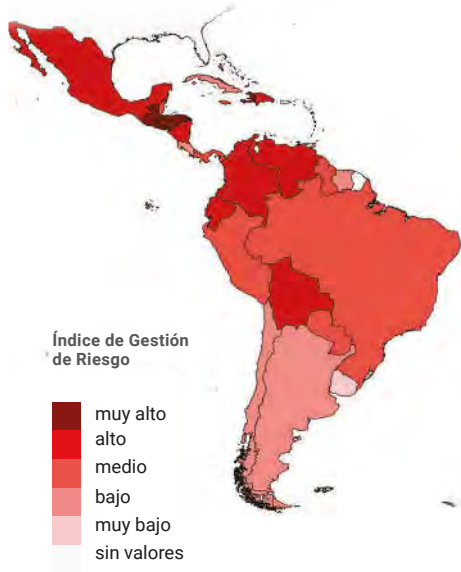 Índice de Gestión
de Riesgo
muy alto
alto
medio
bajo
muy bajo
sin valores